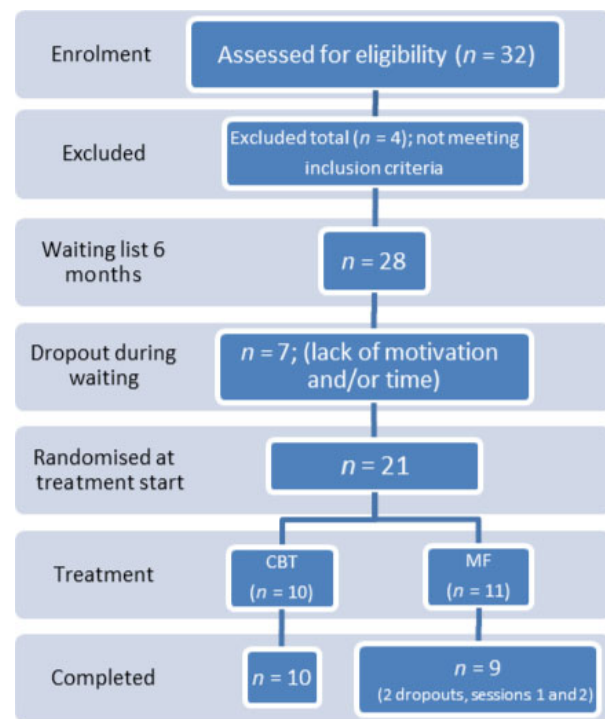 Enrolment
Assessed for eligibility (n = 32)
Excluded
Excluded total (n = 4); not meeting
inclusion criteria
Waiting list 6
months
n = 28
Dropout during
waiting
n = 7; (lack of motivation
and/or time)
Randomised at
treatment start
n = 21
Treatment
CBT
(n = 10)
MF
(n = 11)
Completed
n = 10
n = 9
(2 dropouts, sessions 1 and 2)